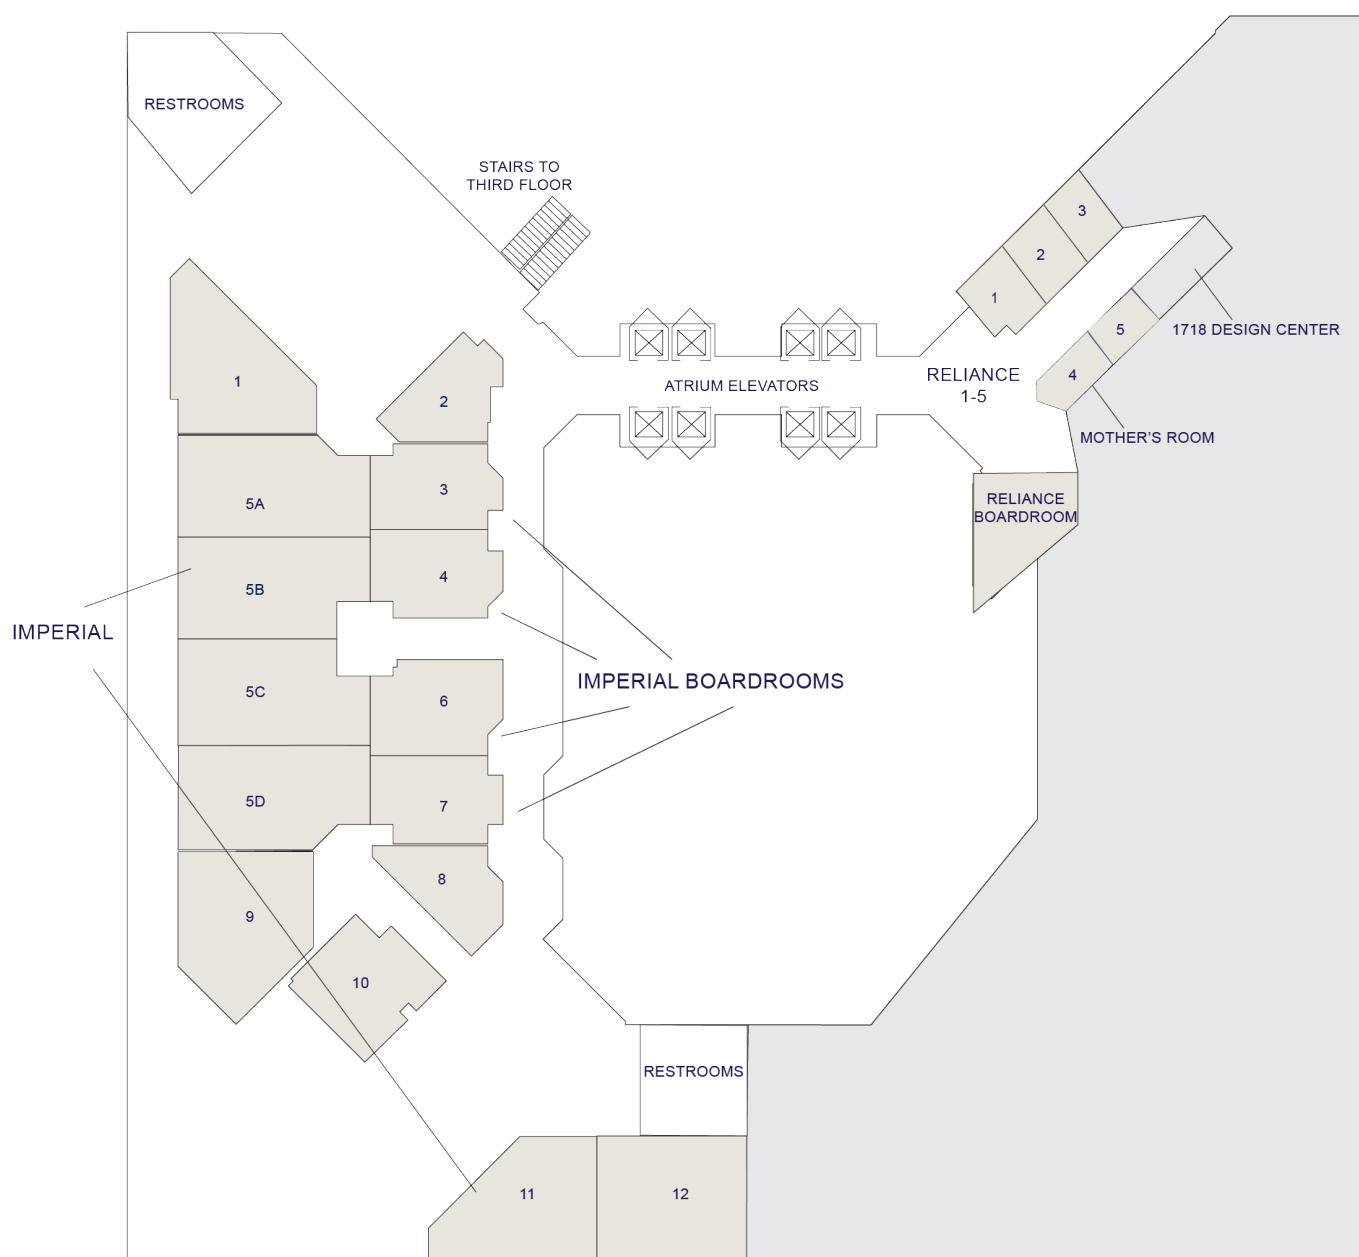 RESTROOMS
STAIRS TO
THIRD FLOOR
3
2
1
5
1718 DESIGN CENTER
4
MOTHER'S ROOM
ATRIUM ELEVATORS
RELIANCE
1-5
RELIANCE
BOARDROOM
1
2
3
5A
4
5B
IMPERIAL
IMPERIAL BOARDROOMS
5C
6
5D
7
8
9
10
RESTROOMS
11
12